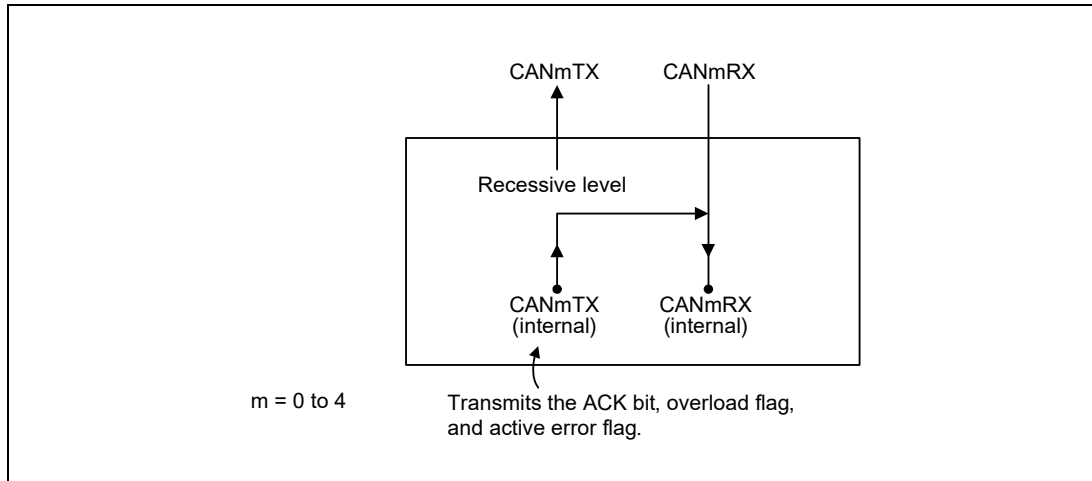 CANmTX
CANmRX
Recessive level
CANmTX
(internal)
CANmRX
(internal)
m = 0 to 4
Transmits the ACK bit, overload flag,
and active error flag.